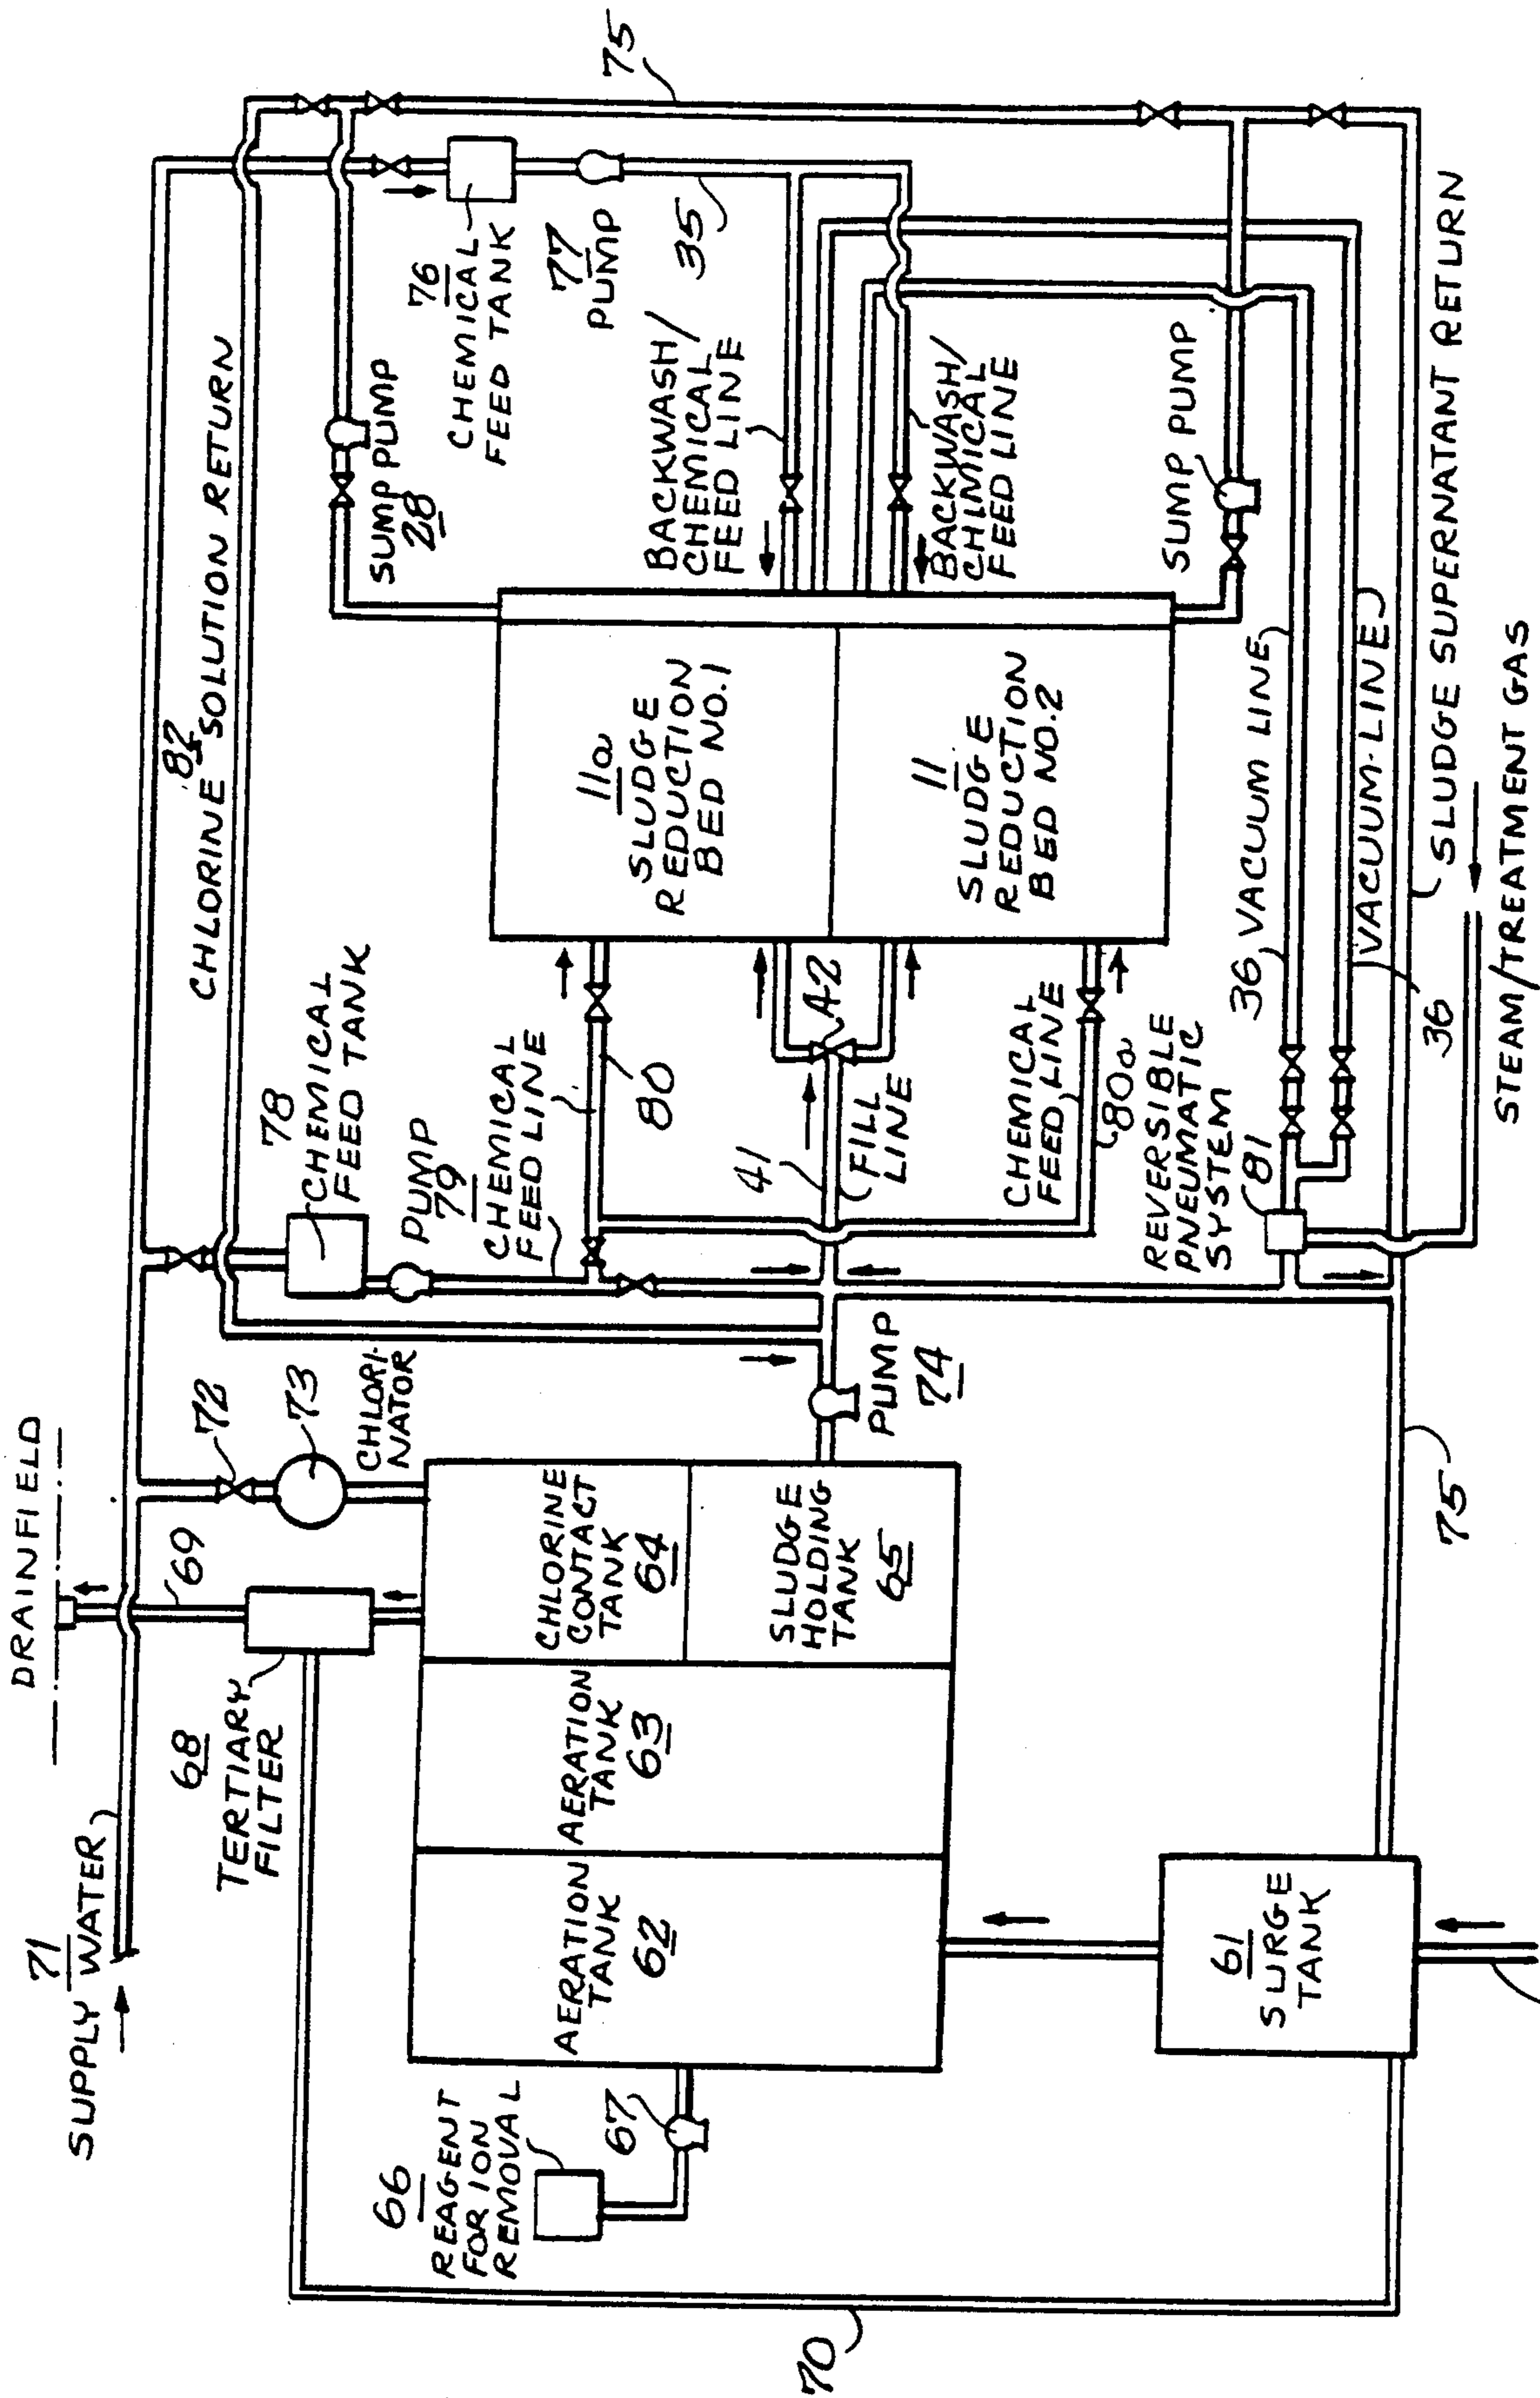 DRAINFIELD
71
SUPPLY WATER
69
72
73
CHLORI-
NATOR
68
TERTIARY
FILTER
78
CHEMICAL
FEED TANK
PUMP
79
CHEMICAL
FEED LINE
82
CHLORINE SOLUTION RETURN
SUMP PUMP
28
76
CHEMICAL
FEED TANK
77
PUMP
35
75
BACKWASH/
CHEMICAL
FEED LINE
BACKWASH/
CHIMICAL
FEED LINE
SUMP PUMP
66
REAGENT
FOR ION
REMOVAL
67
AERATION
TANK
62
AERATION
TANK
63
CHLORINE
CONTACT
TANK
64
SLUDGE
HOLDING
TANK
65
PUMP
74
80
41
FILL
LINE
42
CHEMICAL
FEED LINE
80a
11a
SLUDGE
REDUCTION
BED NO.1
11
SLUDGE
REDUCTION
BED NO.2
REVERSIBLE
PNEUMATIC
SYSTEM
81
36 VACUUM LINE
VACUUM-LINE
36
SLUDGE SUPERNATANT RETURN
STEAM/TREATMENT GAS
75
61
SURGE
TANK
70